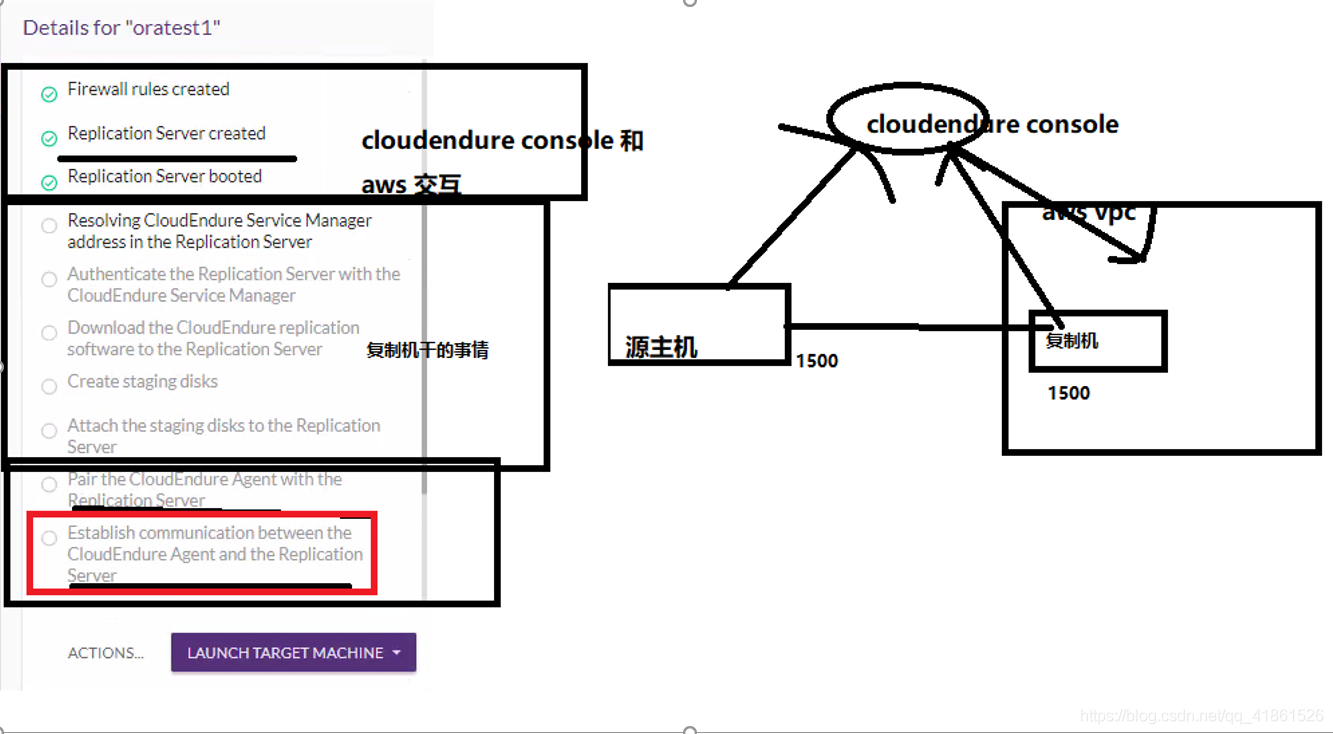 Details for "oratest1"
Firewall rules created
Replication Server created
Replication Server booted
cloudendure console 和
aws 交互
Resolving CloudEndure Service Manager
address in the Replication Server
Authenticate the Replication Server with the
CloudEndure Service Manager
Download the CloudEndure replication
software to the Replication Server
复制机干的事情
Create staging disks
Attach the staging disks to the Replication
Server
Pair the CloudEndure Agent with the
Replication Server
Establish communication between the
CloudEndure Agent and the Replication
Server
ACTIONS...
LAUNCH TARGET MACHINE
cloudendure console
aws vpc
源主机
1500
复制机
1500
https://blog.csdn.net/qq_41861526